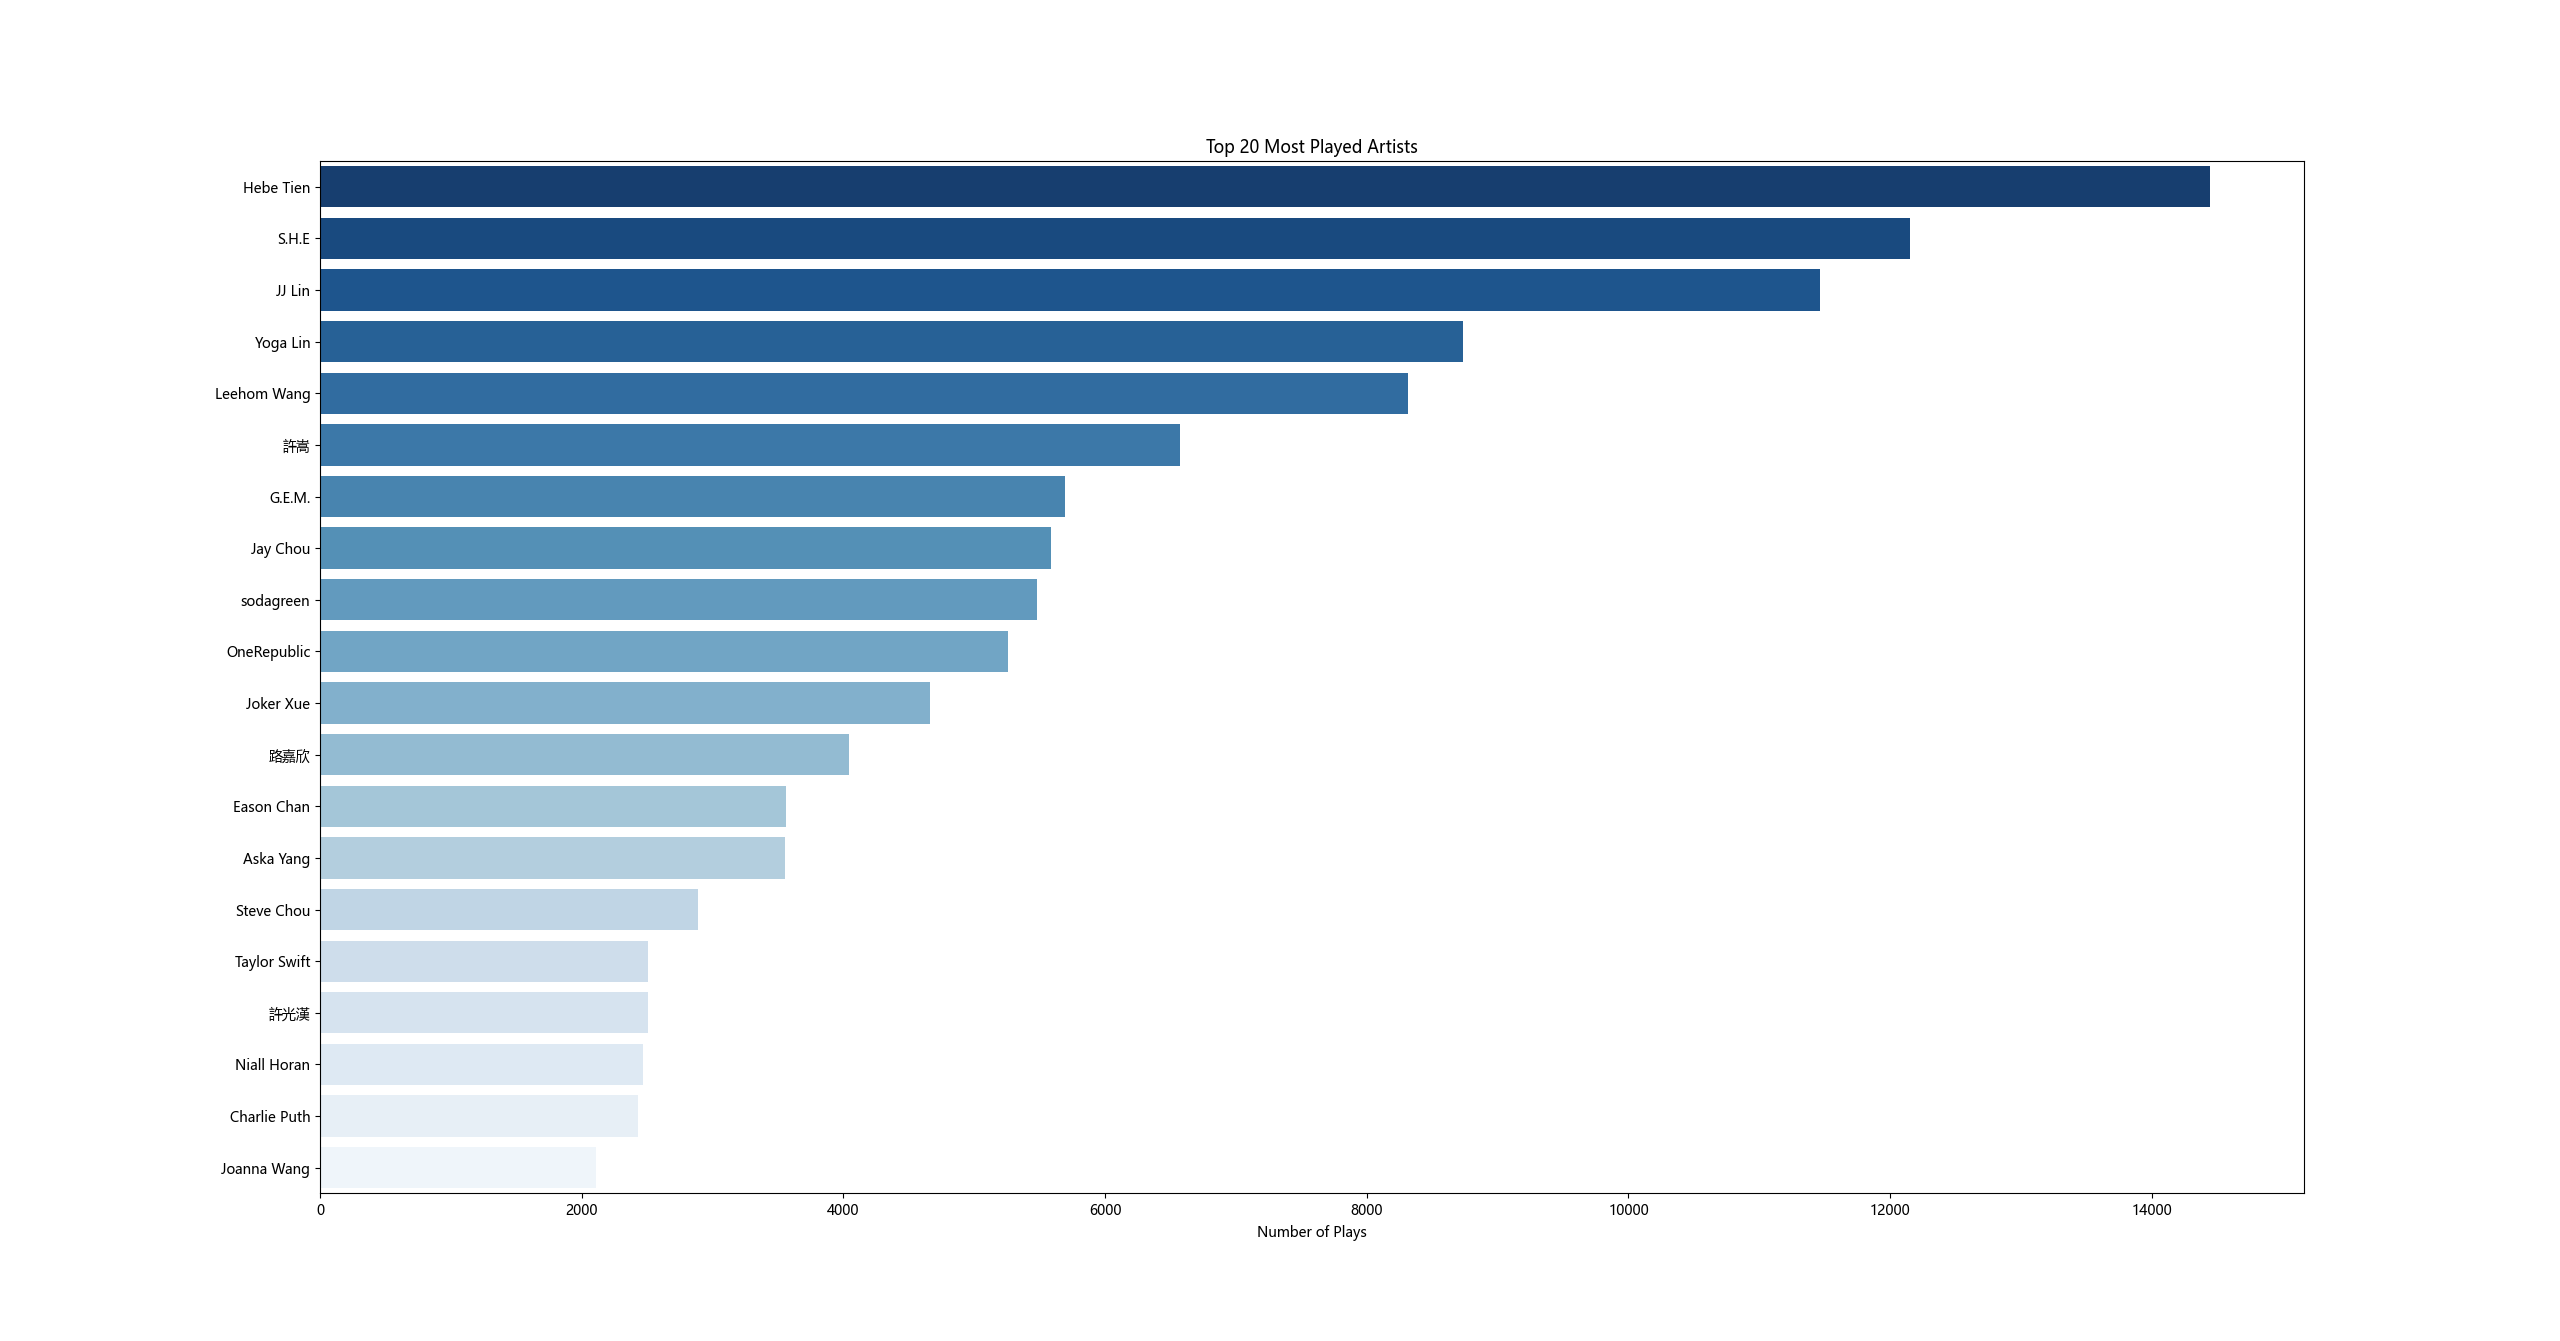 Top 20 Most Played Artists
Hebe Tien
S.H.E
JJ Lin
Yoga Lin
Leehom Wang
許嵩
G.E.M.
Jay Chou
sodagreen
OneRepublic
Joker Xue
路嘉欣
Eason Chan
Aska Yang
Steve Chou
Taylor Swift
許光漢
Niall Horan
Charlie Puth
Joanna Wang
0 2000 4000 6000 8000 10000 12000 14000
Number of Plays